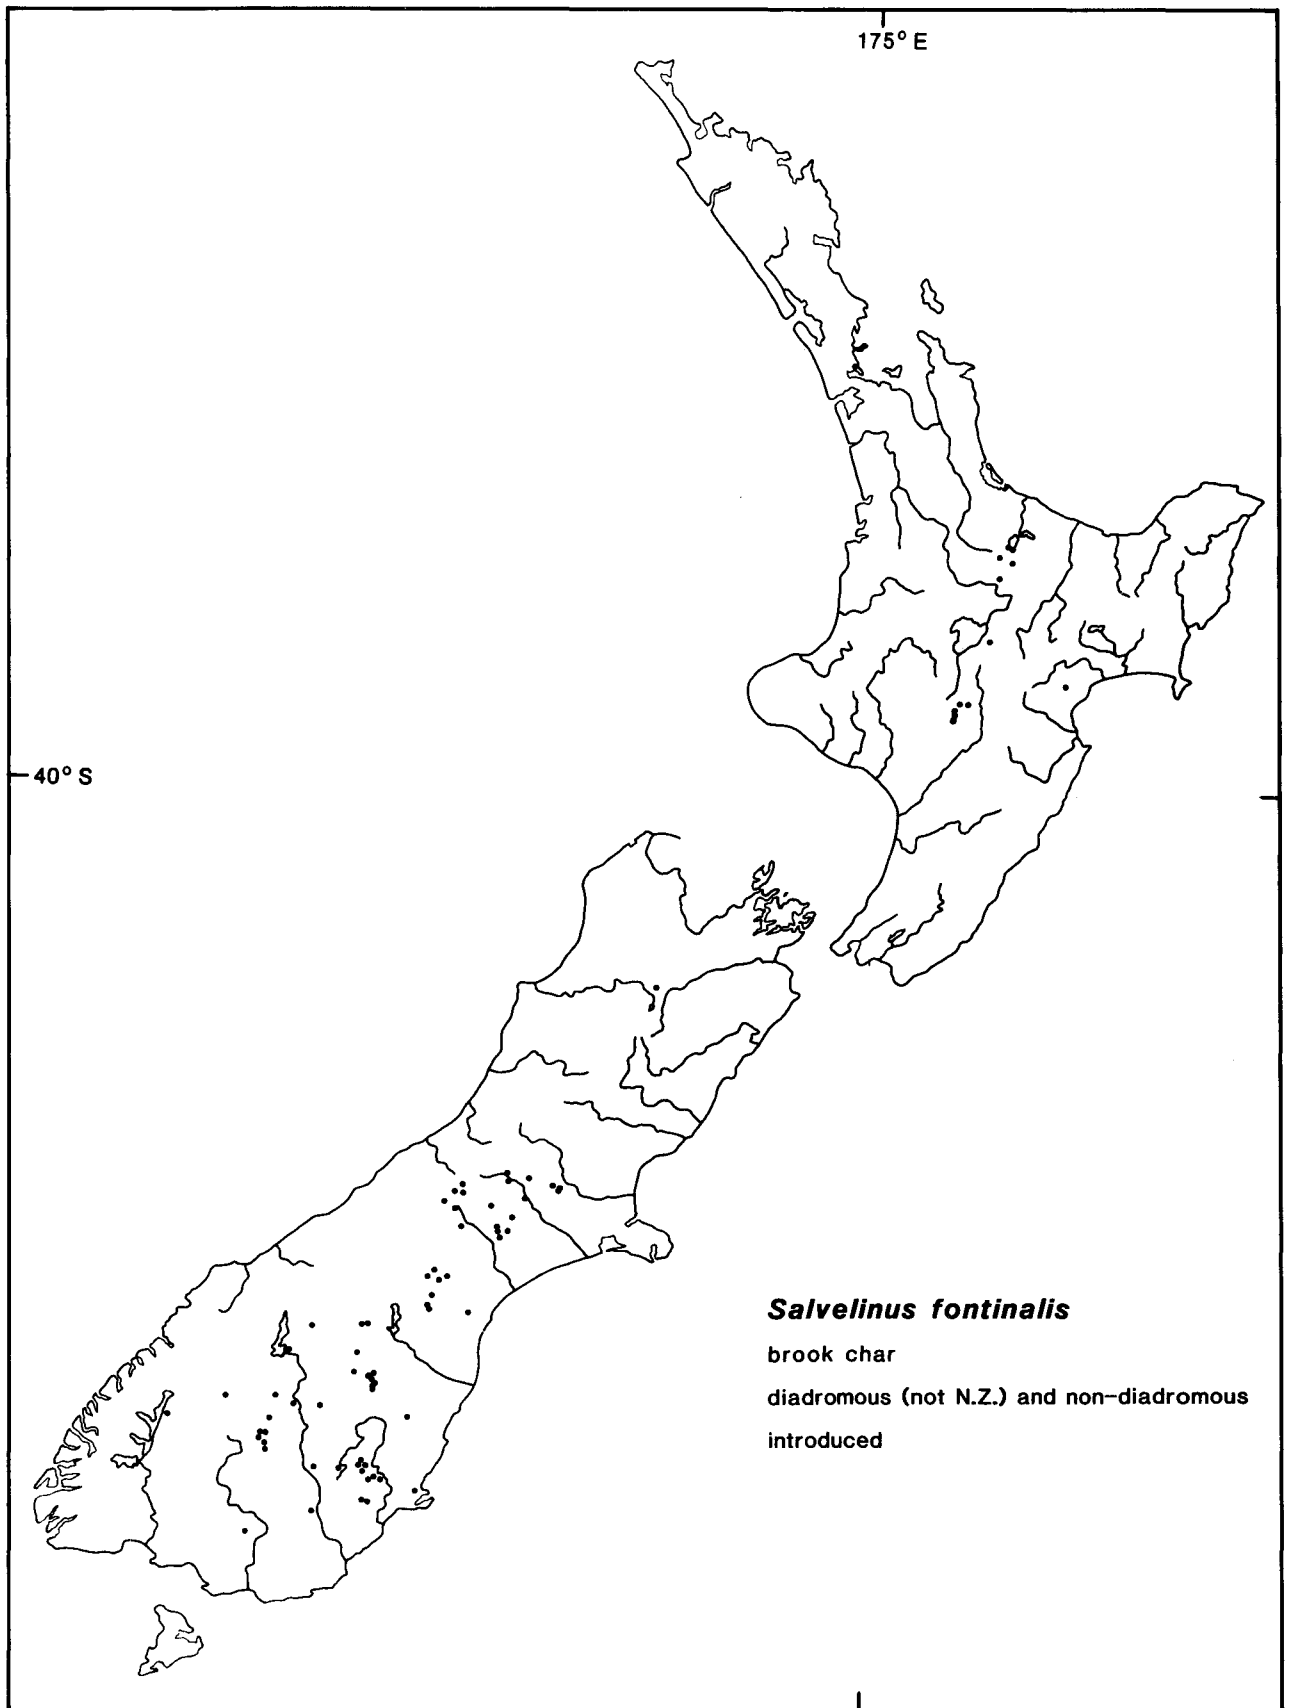 175° E
40° S
Salvelinus fontinalis
brook char
diadromous (not N.Z.) and non-diadromous
introduced